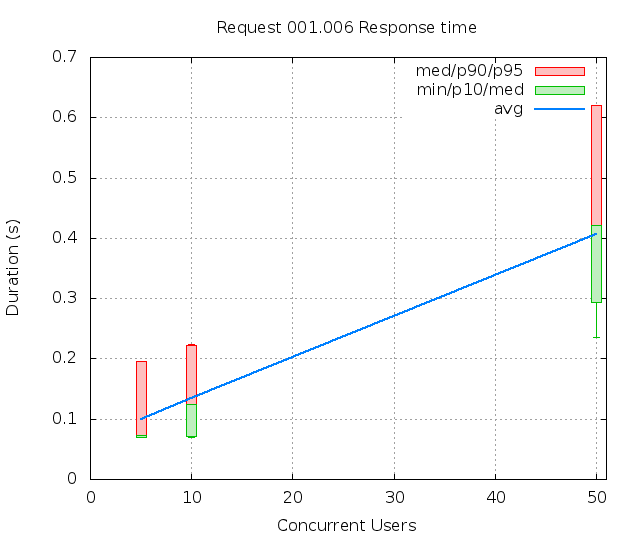 Request 001.006 Response time
0.7
0.6
0.5
0.4
0.3
0.2
0.1
0
med/p90/p95
min/p10/med
avg
Duration (s)
0 10 20 30 40 50
Concurrent Users